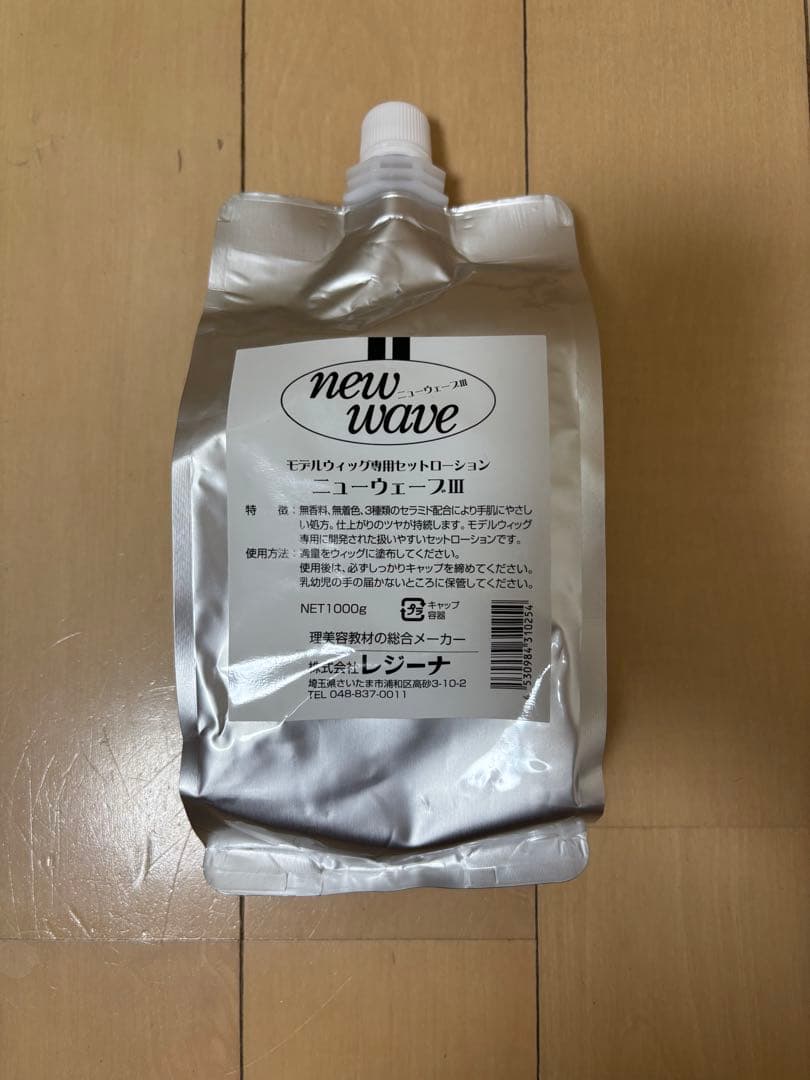 new
ニューウェーブⅢ
wave
モデルウィッグ専用セットローション
ニューウェーブⅢ
特　徴：無香料、無着色、3種類のセラミド配合により手肌にやさし
い処方。仕上がりのツヤが持続します。モデルウィッグ
専用に開発された扱いやすいセットローションです。
使用方法：適量をウィッグに塗布してください。
使用後は、必ずしっかりキャップを締めてください。
乳幼児の手の届かないところに保管してください。
NET1000g
プラ
キャップ
容器
理美容教材の総合メーカー
株式会社レジーナ
埼玉県さいたま市浦和区高砂3-10-2
TEL 048-837-0011
4530984310254